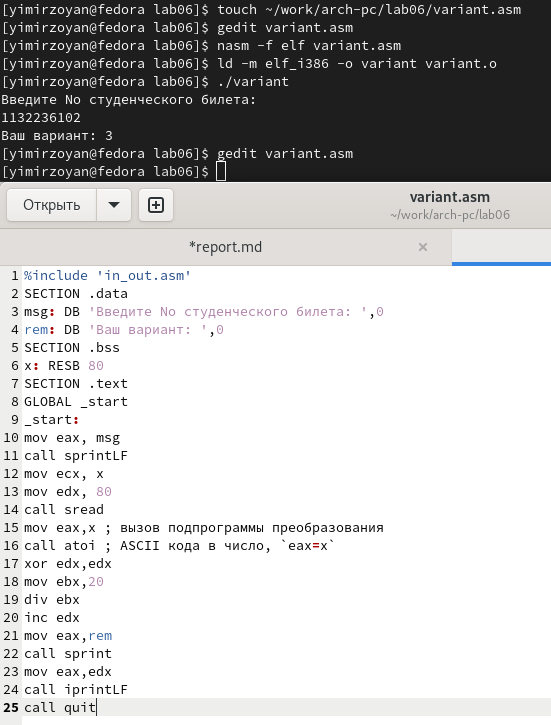 [yimirzoyan@fedora lab06]$ touch ~/work/arch-pc/lab06/variant.asm
[yimirzoyan@fedora lab06]$ gedit variant.asm
[yimirzoyan@fedora lab06]$ nasm -f elf variant.asm
[yimirzoyan@fedora lab06]$ ld -m elf_i386 -o variant variant.o
[yimirzoyan@fedora lab06]$ ./variant
Введите No студенческого билета:
1132236102
Ваш вариант: 3
[yimirzoyan@fedora lab06]$ gedit variant.asm
[yimirzoyan@fedora lab06]$
Открыть
variant.asm
~/work/arch-pc/lab06
*report.md ×
1 %include 'in_out.asm'
2 SECTION .data
3 msg: DB 'Введите No студенческого билета: ',0
4 rem: DB 'Ваш вариант: ',0
5 SECTION .bss
6 x: RESB 80
7 SECTION .text
8 GLOBAL _start
9 _start:
10 mov eax, msg
11 call sprintLF
12 mov ecx, x
13 mov edx, 80
14 call sread
15 mov eax,x ; вызов подпрограммы преобразования
16 call atoi ; ASCII кода в число, `eax=x`
17 xor edx,edx
18 mov ebx,20
19 div ebx
20 inc edx
21 mov eax,rem
22 call sprint
23 mov eax,edx
24 call iprintLF
25 call quit